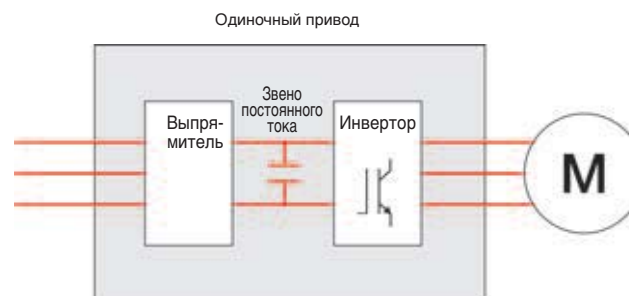 Одиночный привод
Звено
постоянного
тока
Выпря-
митель
Инвертор
M